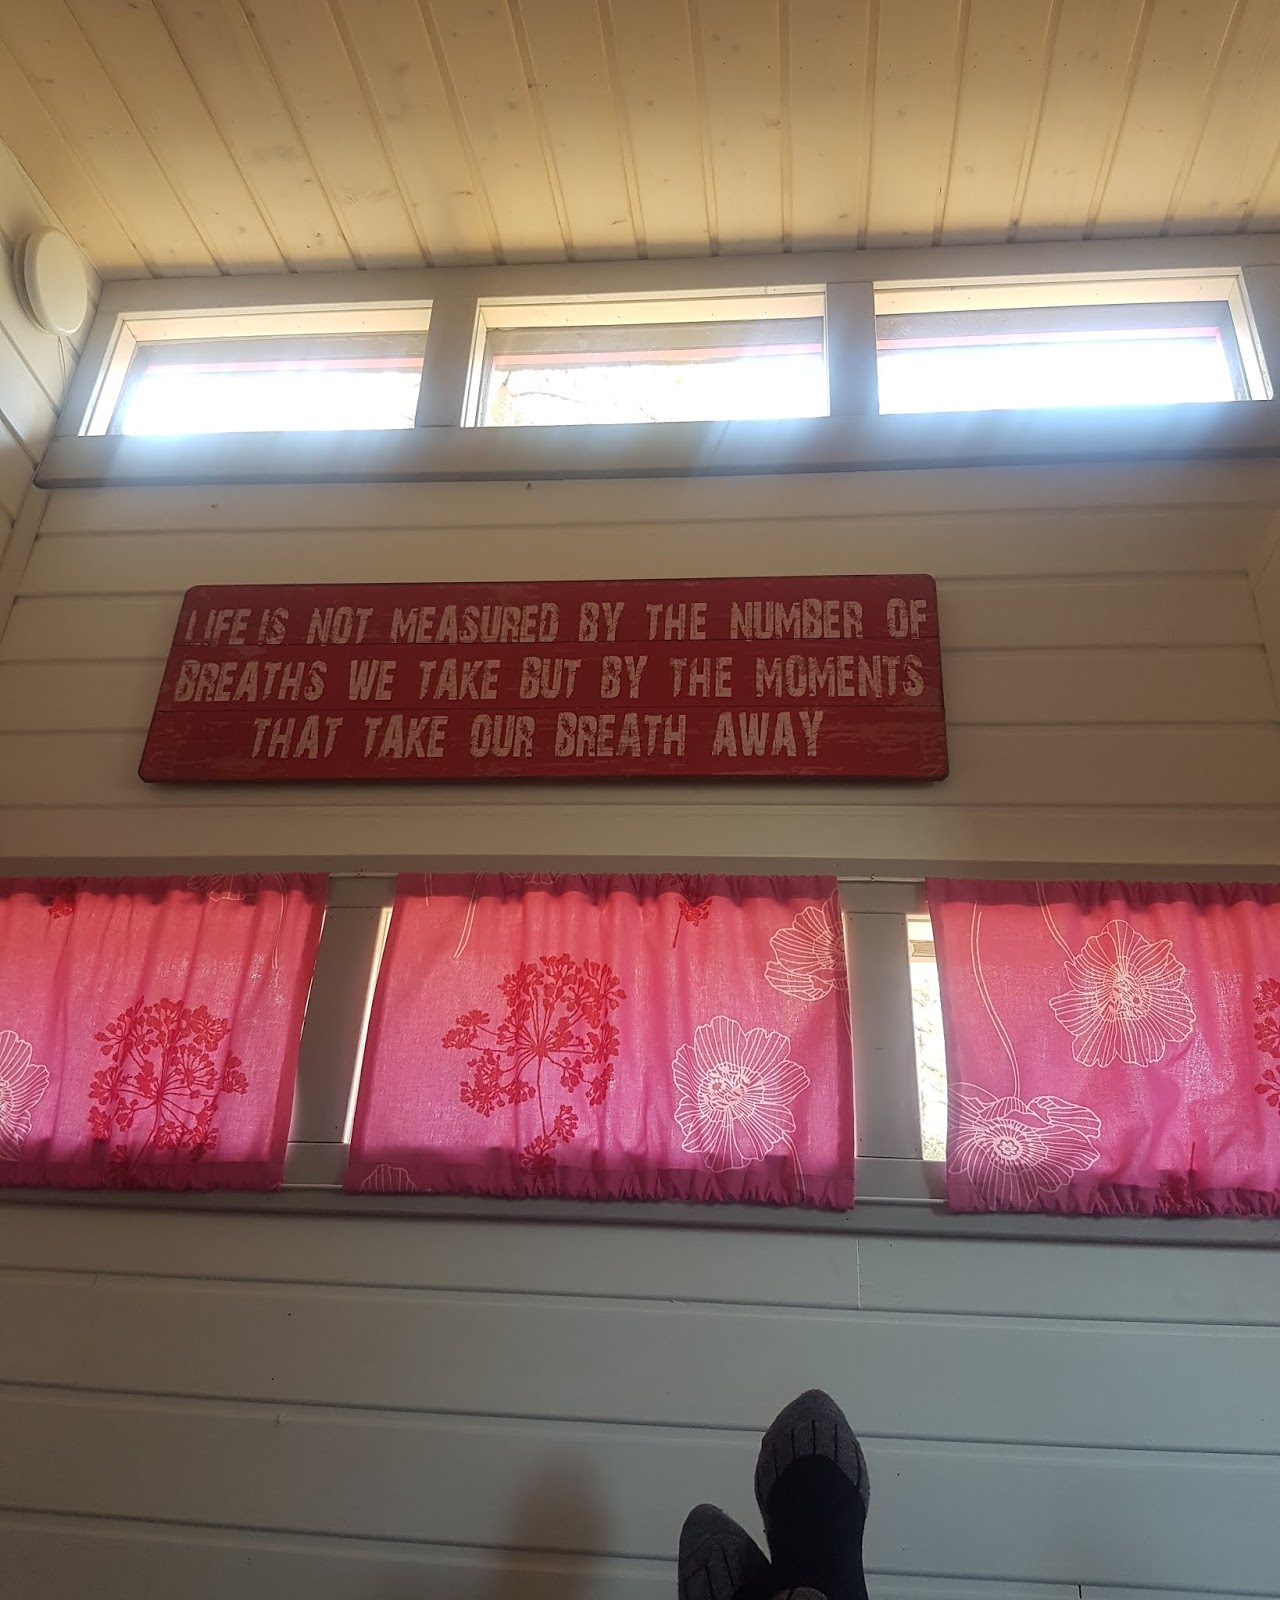 LIFE IS NOT MEASURED BY THE NUMBER OF
BREATHS WE TAKE BUT BY THE MOMENTS
THAT TAKE OUR BREATH AWAY